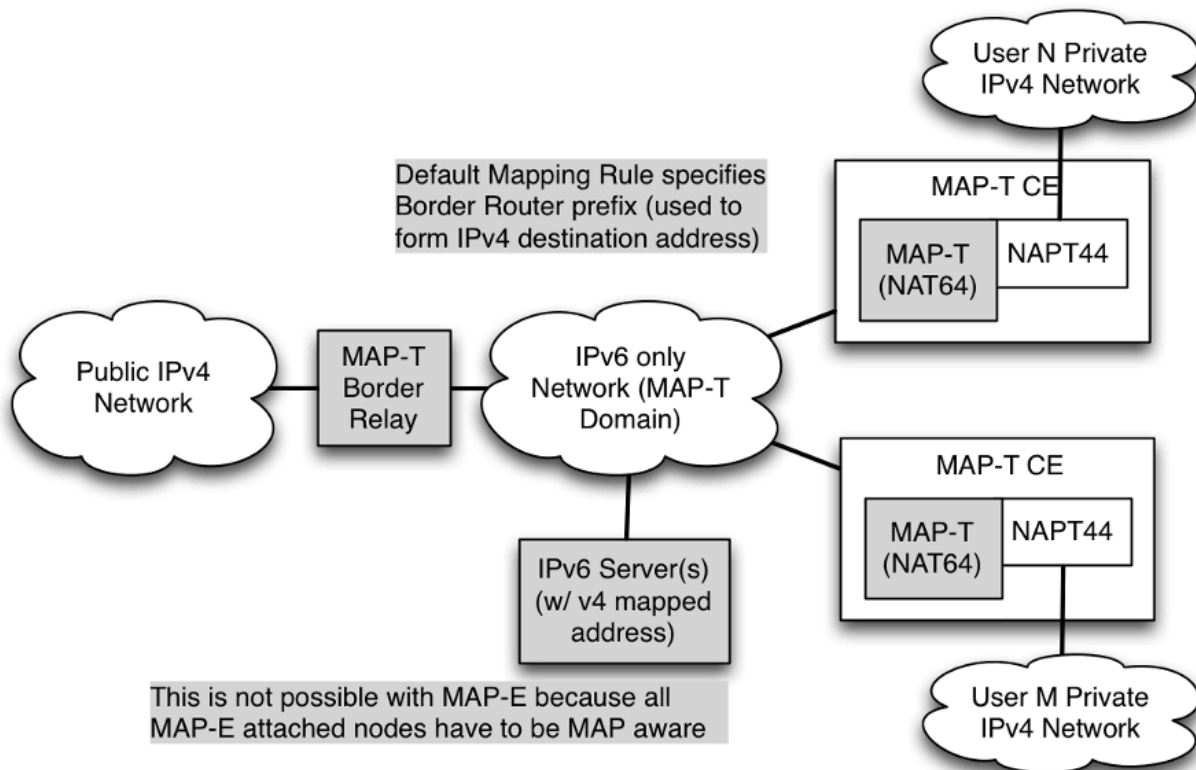 User N Private
IPv4 Network
Default Mapping Rule specifies
Border Router prefix (used to
form IPv4 destination address)
MAP-T CE
MAP-T
(NAT64)
NAPT44
Public IPv4
Network
MAP-T
Border
Relay
IPv6 only
Network (MAP-T
Domain)
MAP-T CE
MAP-T
(NAT64)
NAPT44
IPv6 Server(s)
(w/ v4 mapped
address)
This is not possible with MAP-E because all
MAP-E attached nodes have to be MAP aware
User M Private
IPv4 Network